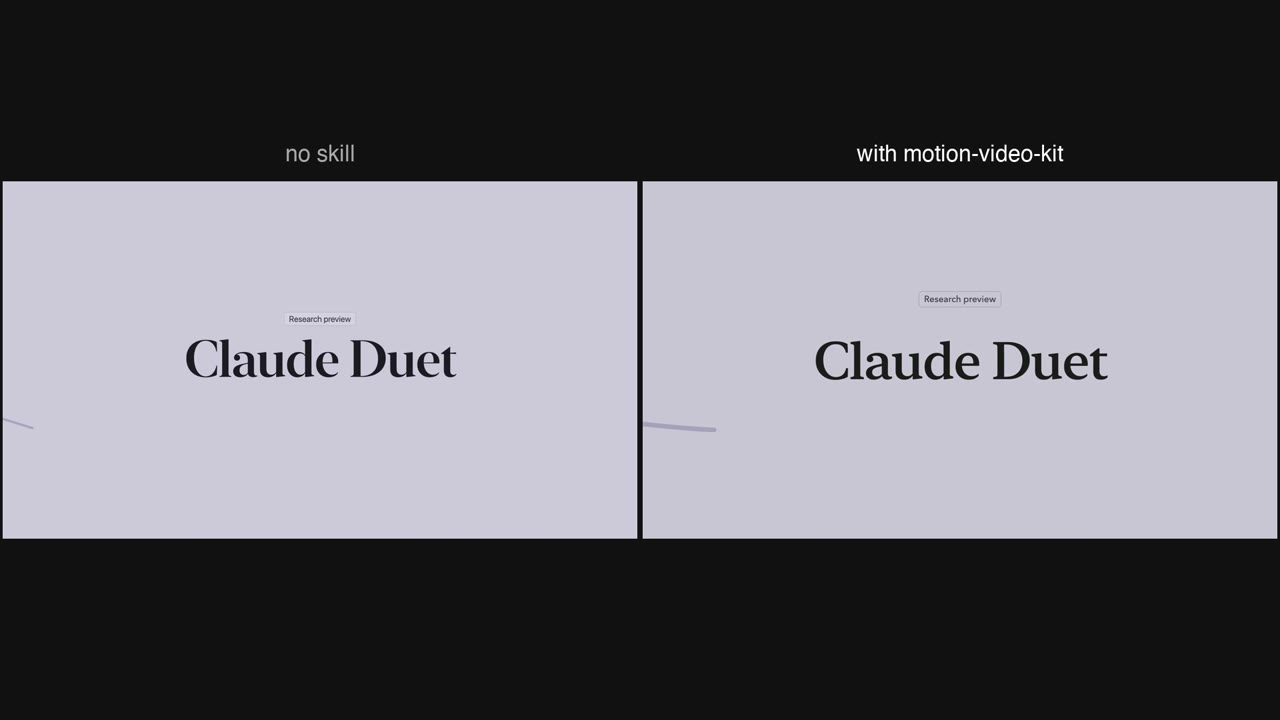 no skill
with motion-video-kit
Research preview
Claude Duet
Research preview
Claude Duet